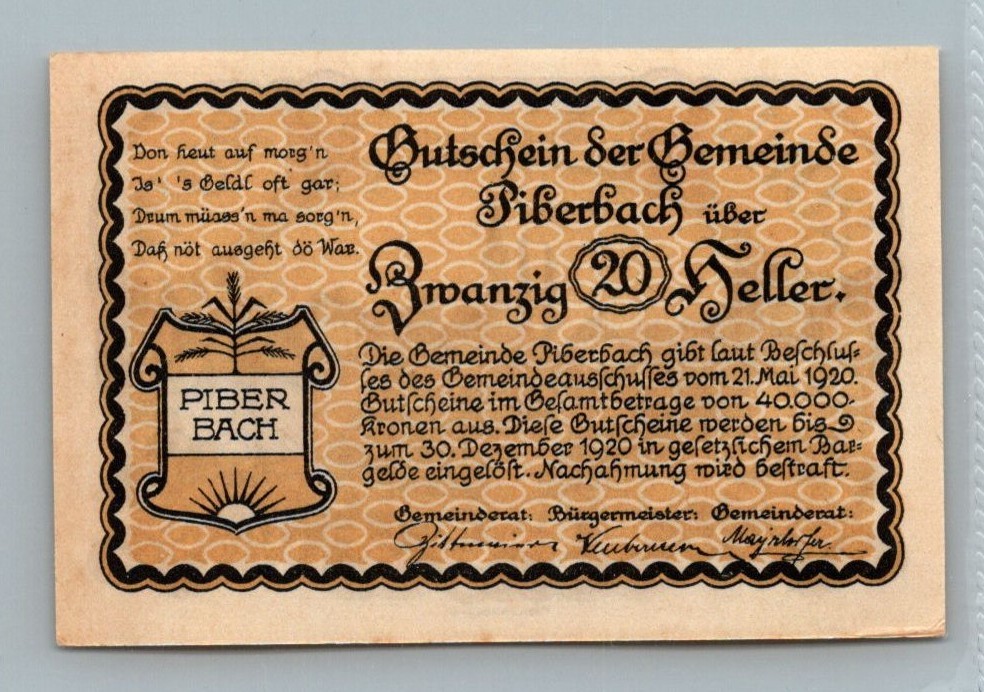 Von heut auf morg'n
Is' 's Geldl oft gar;
Drum müass'n ma sorg'n,
Daß nöt ausgeht dö War.
Gutschein der Gemeinde
Piberbach über
Zwanzig 20 Heller.
PIBER
BACH
Die Gemeinde Piberbach gibt laut Beschlus-
ses des Gemeindeausschusses vom 21. Mai 1920.
Gutscheine im Gesamtbetrage von 40.000-
Kronen aus. Diese Gutscheine werden bis
zum 30. Dezember 1920 in gesetzlichem Bar-
gelde eingelöst. Nachahmung wird bestraft.
Gemeinderat: Bürgermeister: Gemeinderat:
Mayrhofer.